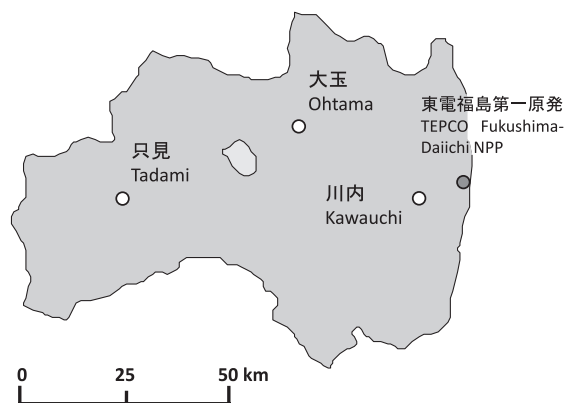 大玉
Ohtama
東電福島第一原発
TEPCO Fukushima-
Daiichi NPP
只見
Tadami
川内
Kawauchi
0 25 50 km